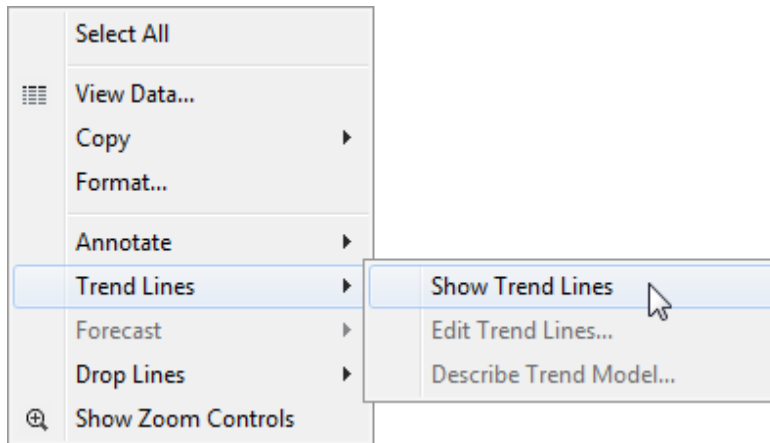 Select All
View Data...
Copy
Format...
Annotate
Trend Lines
Show Trend Lines
Forecast
Edit Trend Lines...
Drop Lines
Describe Trend Model...
Show Zoom Controls